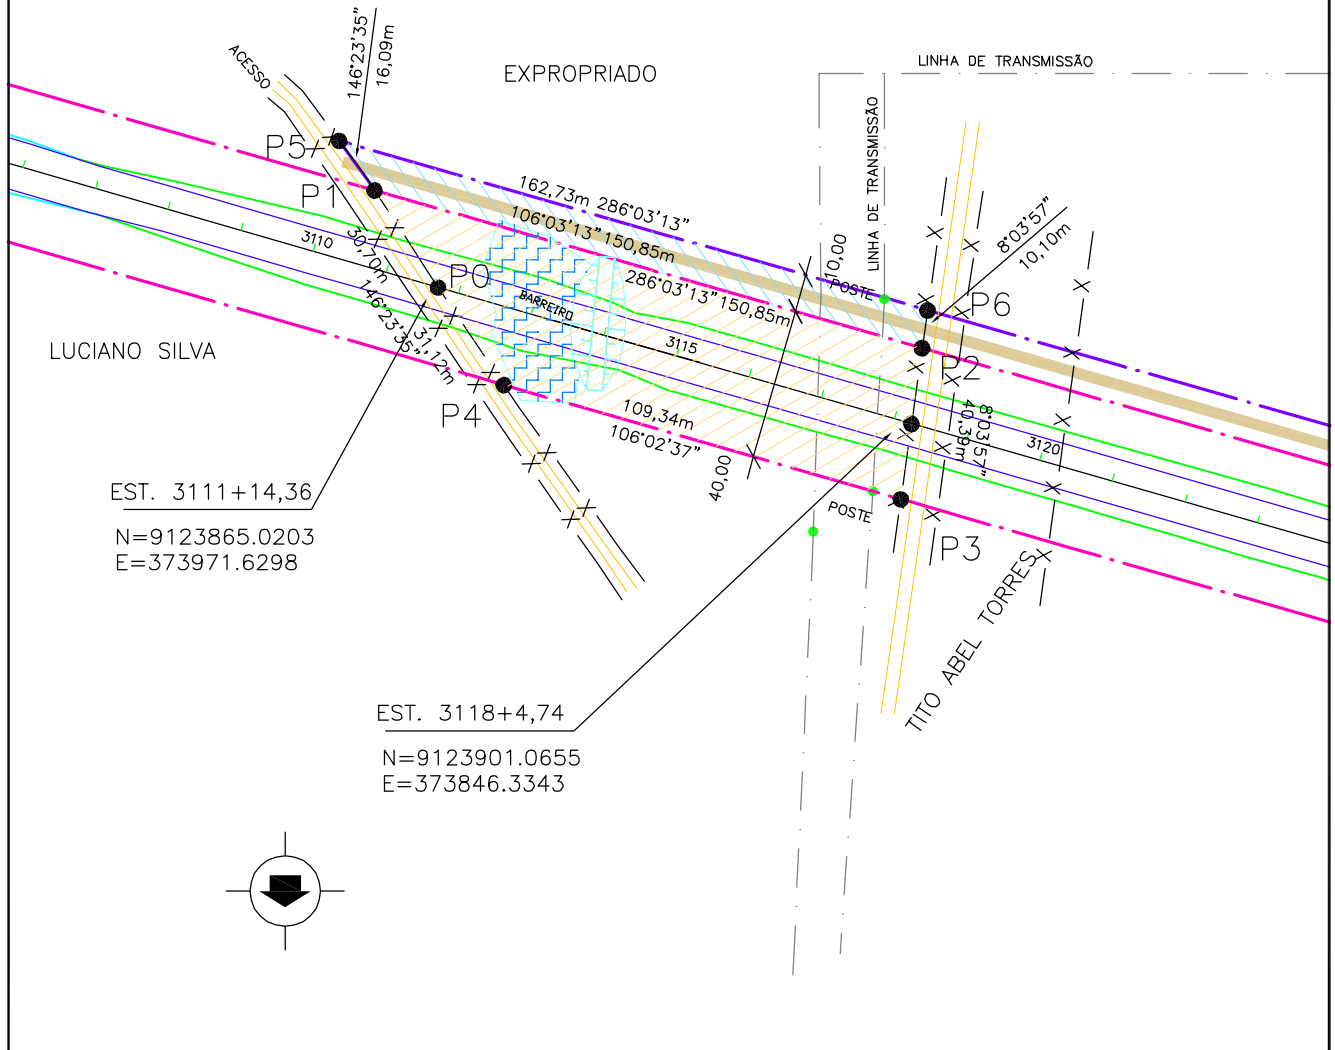 ACESSO
146°23'35"
16,09m
EXPROPRIADO
LINHA DE TRANSMISSÃO
LINHA DE TRANSMISSÃO
P5
P1
162,73m 286°03'13"
106°03'13" 150,85m
286°03'13" 150,85m
10,00
POSTE
8°03'57"
10,10m
P6
3110
30,70m
P0
BARREIRO
3115
P2
LUCIANO SILVA
146°23'35"
31,12m
P4
109,34m
106°02'37"
40,00
8°03'57"
40,39m
3120
EST. 3111+14,36
N=9123865.0203
E=373971.6298
POSTE
P3
TITO ABEL TORRES
EST. 3118+4,74
N=9123901.0655
E=373846.3343